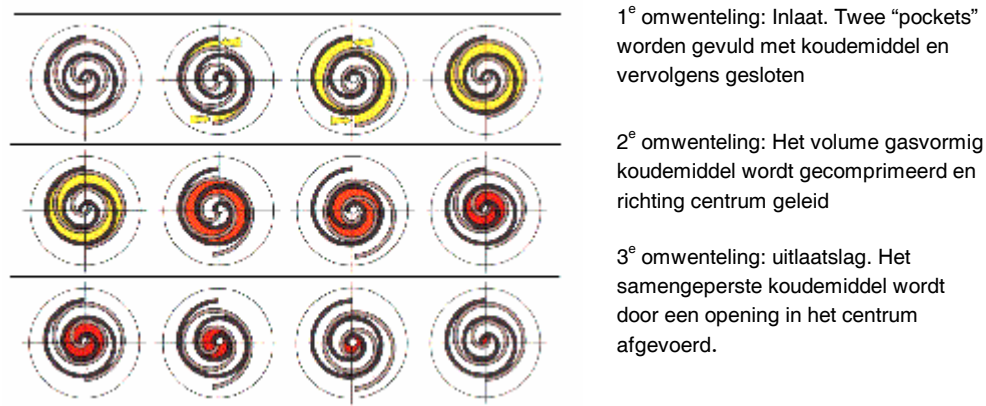 1e omwenteling: Inlaat. Twee “pockets”
worden gevuld met koudemiddel en
vervolgens gesloten
2e omwenteling: Het volume gasvormig
koudemiddel wordt gecomprimeerd en
richting centrum geleid
3e omwenteling: uitlaatslag. Het
samengeperste koudemiddel wordt
door een opening in het centrum
afgevoerd.